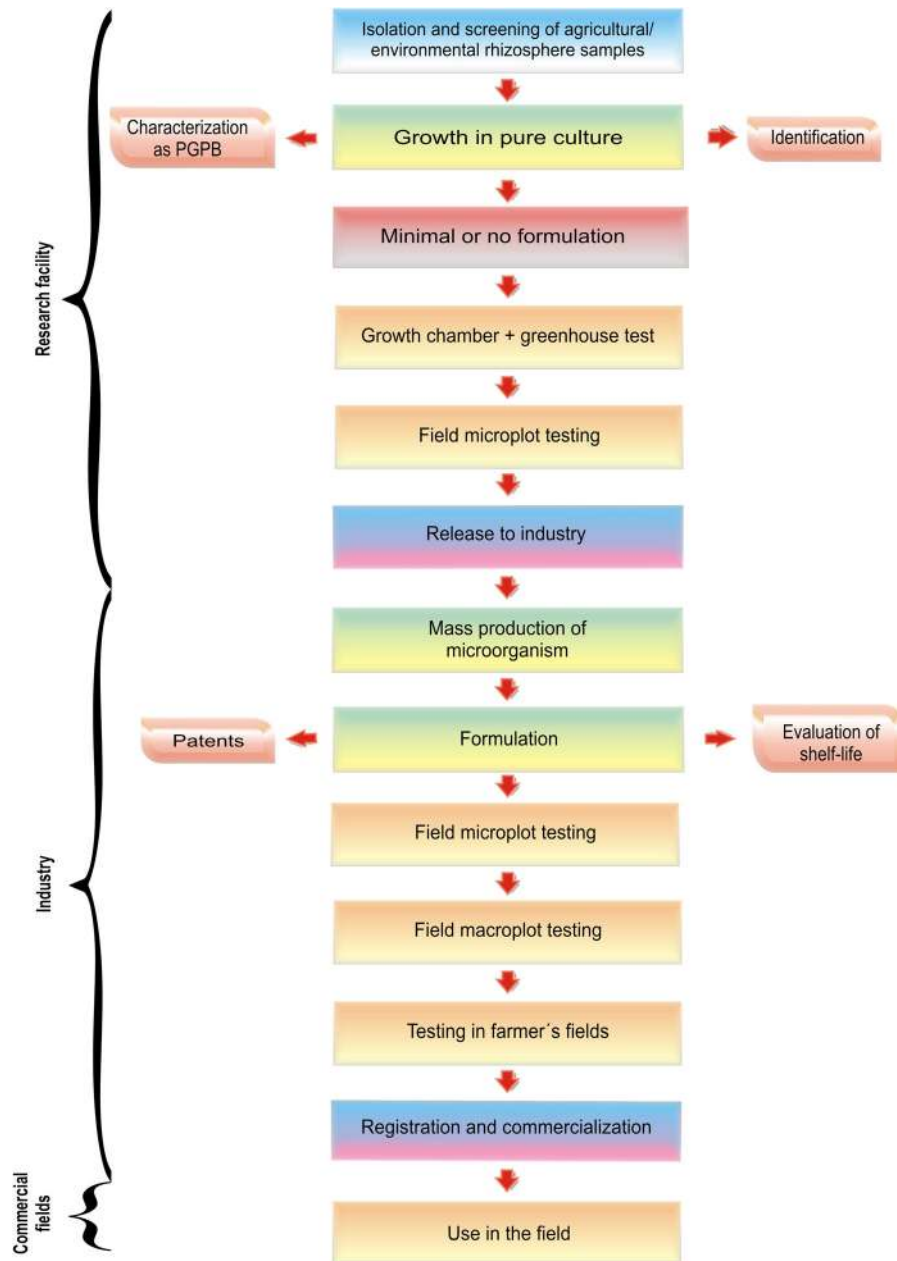 Isolation and screening of agricultural/
environmental rhizosphere samples
Characterization
as PGPB
Growth in pure culture
Identification
Minimal or no formulation
Research facility
Growth chamber + greenhouse test
Field microplot testing
Release to industry
Mass production of
microorganism
Patents
Formulation
Evaluation of
shelf-life
Field microplot testing
Industry
Field macroplot testing
Testing in farmer´s fields
Registration and commercialization
Commercial
fields
Use in the field